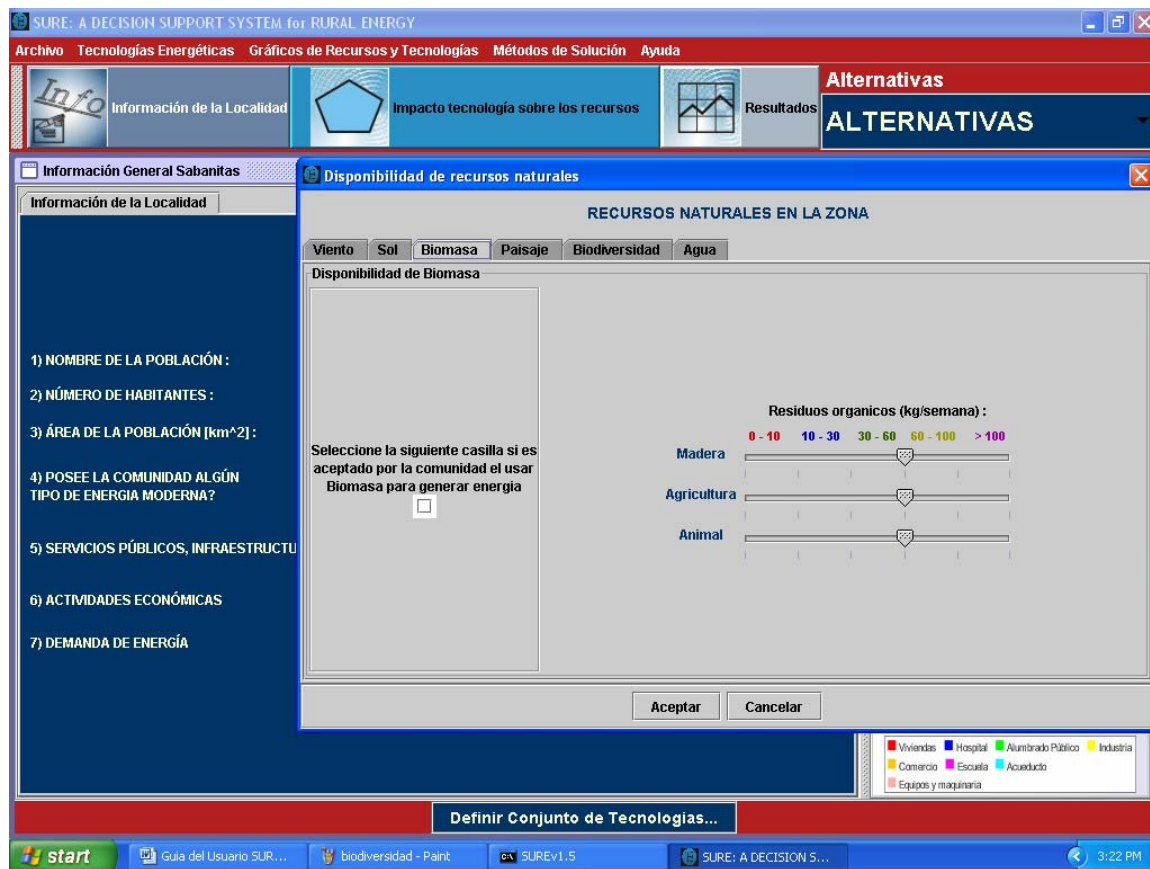 SURE: A DECISION SUPPORT SYSTEM for RURAL ENERGY
Archivo Tecnologías Energéticas Gráficos de Recursos y Tecnologías Métodos de Solución Ayuda
Info
Información de la Localidad
Impacto tecnología sobre los recursos
Resultados
Alternativas
ALTERNATIVAS
Información General Sabanitas
Información de la Localidad
1) NOMBRE DE LA POBLACIÓN :
2) NÚMERO DE HABITANTES :
3) ÁREA DE LA POBLACIÓN [km^2] :
4) POSEE LA COMUNIDAD ALGÚN
TIPO DE ENERGIA MODERNA?
5) SERVICIOS PÚBLICOS, INFRAESTRUCTU
6) ACTIVIDADES ECONÓMICAS
7) DEMANDA DE ENERGÍA
Disponibilidad de recursos naturales
RECURSOS NATURALES EN LA ZONA
Viento Sol Biomasa Paisaje Biodiversidad Agua
Disponibilidad de Biomasa
Seleccione la siguiente casilla si es
aceptado por la comunidad el usar
Biomasa para generar energia
Residuos organicos (kg/semana) :
0 - 10 10 - 30 30 - 60 60 - 100 > 100
Madera
Agricultura
Animal
Aceptar Cancelar
Viviendas Hospital Alumbrado Público Industria
Comercio Escuela Acueducto
Equipos y maquinaria
Definir Conjunto de Tecnologias...
start Guia del Usuario SUR... biodiversidad - Paint SUREv1.5 SURE: A DECISION S... 3:22 PM